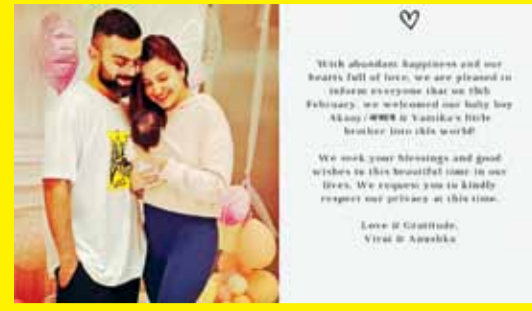 With abundant happiness and our
hearts full of love, we are pleased to
inform everyone that on 15th
February, we welcomed our baby boy
Akaay / अकाय & Vamika's little
brother into this world!
We seek your blessings and good
wishes in this beautiful time in our
lives. We request you to kindly
respect our privacy at this time.
Love & Gratitude.
Virat & Anushka